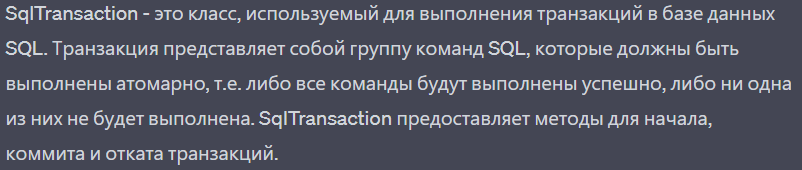 SqlTransaction - это класс, используемый для выполнения транзакций в базе данных
SQL. Транзакция представляет собой группу команд SQL, которые должны быть
выполнены атомарно, т.е. либо все команды будут выполнены успешно, либо ни одна
из них не будет выполнена. SqlTransaction предоставляет методы для начала,
коммита и отката транзакций.